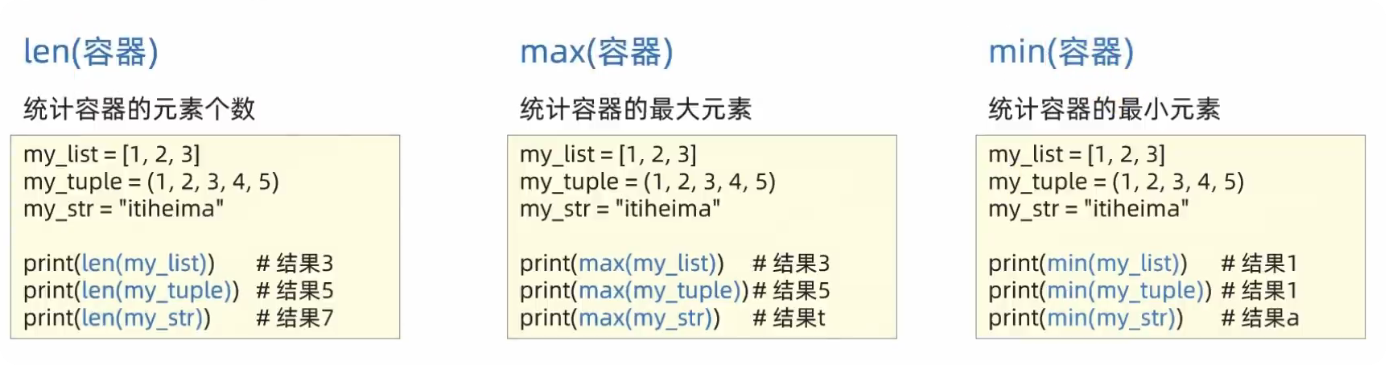 len(容器)
统计容器的元素个数
my_list = [1, 2, 3]
my_tuple = (1, 2, 3, 4, 5)
my_str = "itiheima"
print(len(my_list)) # 结果3
print(len(my_tuple)) # 结果5
print(len(my_str)) # 结果7
max(容器)
统计容器的最大元素
my_list = [1, 2, 3]
my_tuple = (1, 2, 3, 4, 5)
my_str = "itiheima"
print(max(my_list)) # 结果3
print(max(my_tuple)) # 结果5
print(max(my_str)) # 结果t
min(容器)
统计容器的最小元素
my_list = [1, 2, 3]
my_tuple = (1, 2, 3, 4, 5)
my_str = "itiheima"
print(min(my_list)) # 结果1
print(min(my_tuple)) # 结果1
print(min(my_str)) # 结果a